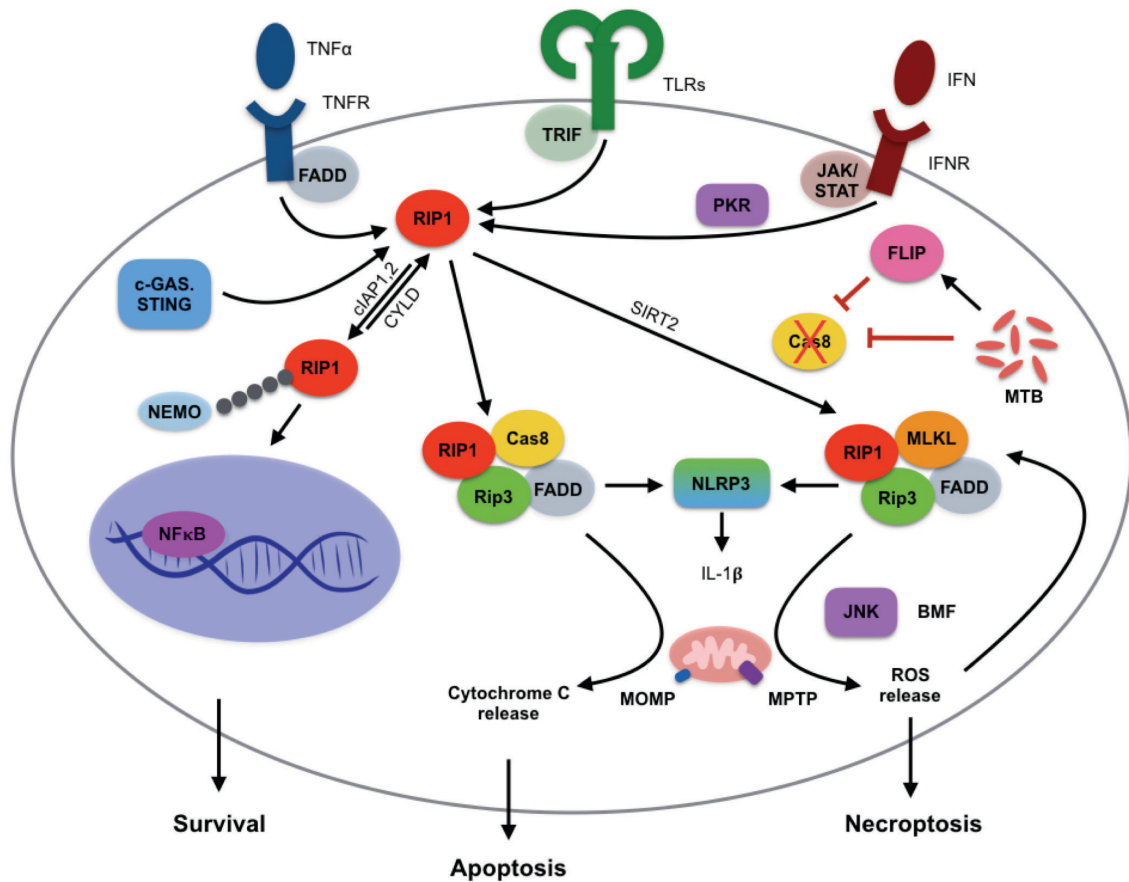 TNFα
TNFR
FADD
TLRs
TRIF
IFN
IFNR
JAK/
STAT
PKR
RIP1
c-GAS.
STING
cIAP1,2
CYLD
SIRT2
FLIP
Cas8
MTB
RIP1
NEMO
NFκB
RIP1
Cas8
Rip3
FADD
NLRP3
IL-1β
RIP1
MLKL
Rip3
FADD
JNK
BMF
Cytochrome C
release
MOMP
MPTP
ROS
release
Survival
Apoptosis
Necroptosis